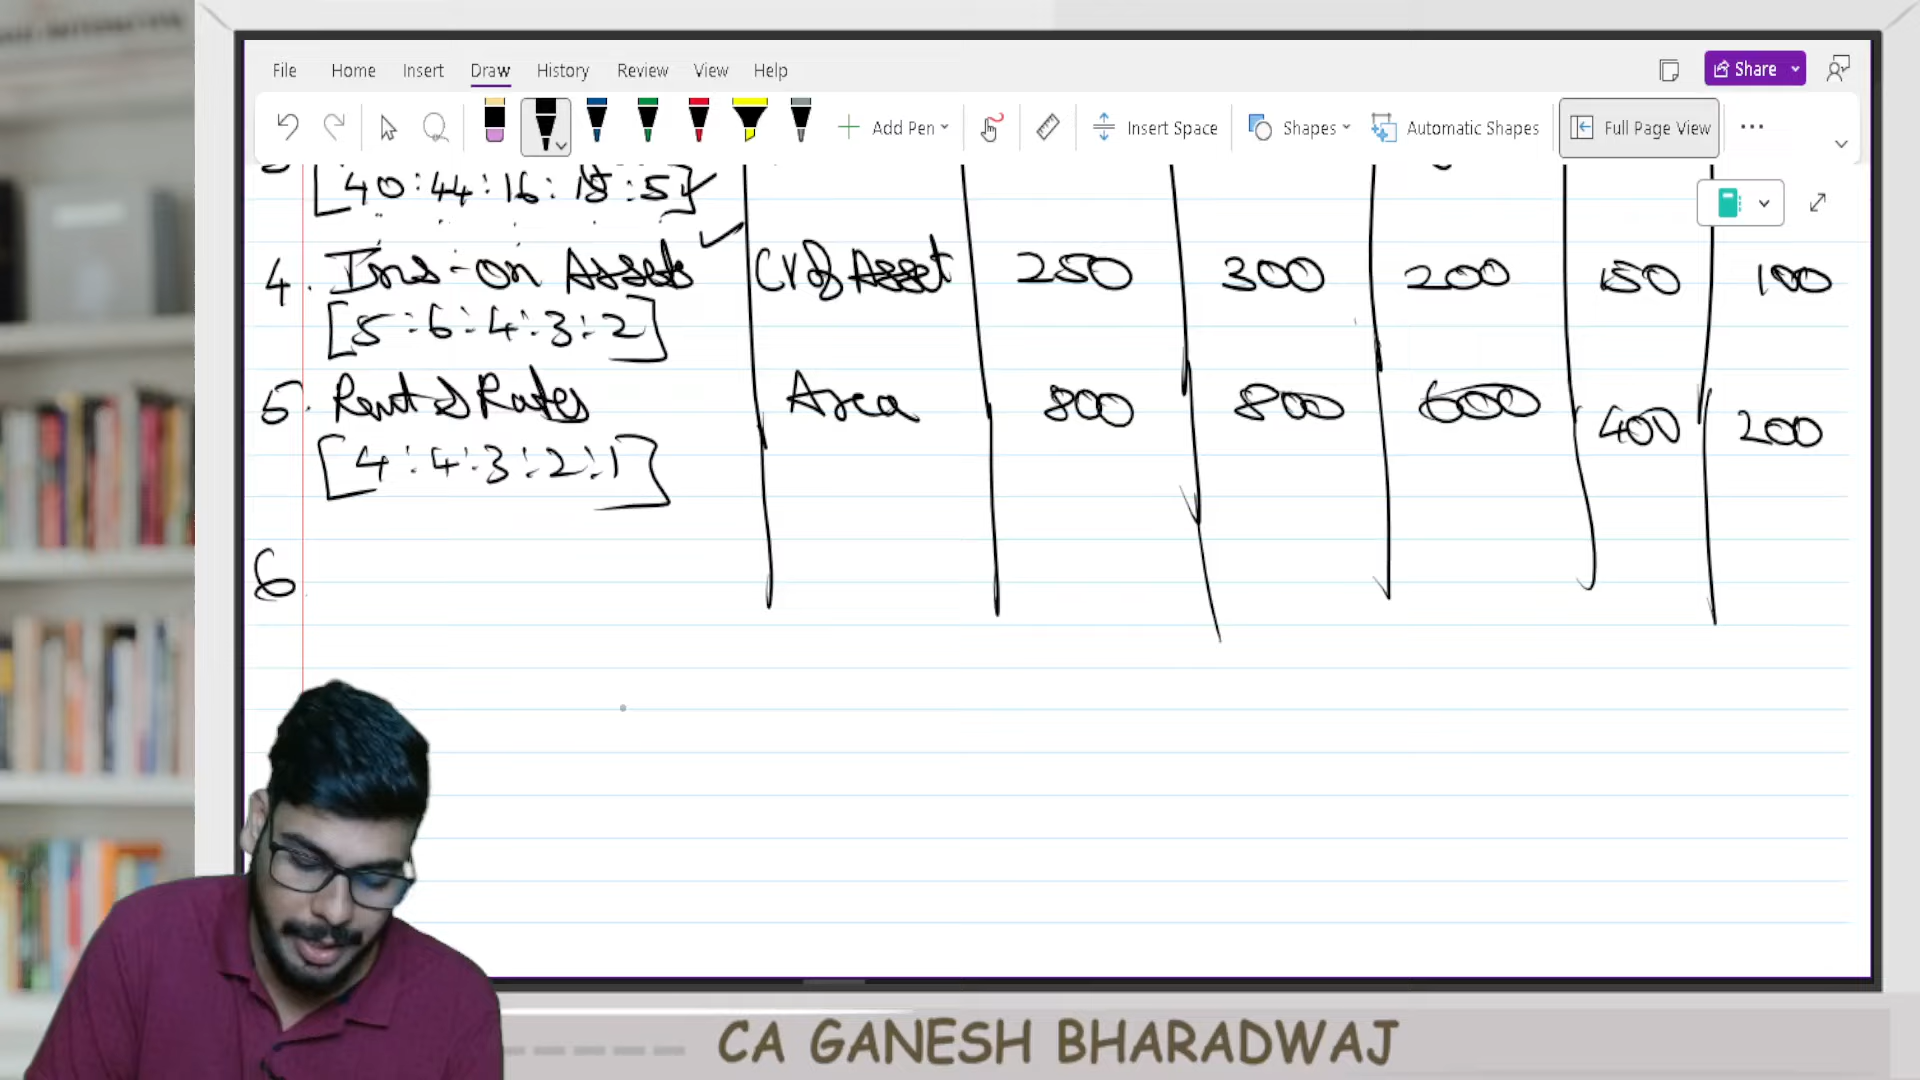 File Home Insert Draw History Review View Help Share
Add Pen Insert Space Shapes Automatic Shapes Full Page View
[40:44:16:15:5]
4. Ins-on Assets CV of Asset 250 300 200 150 100
[5:6:4:3:2]
5. Rent & Rates Area 800 800 600 400 200
[4:4:3:2:1]
6
CA GANESH BHARADWAJ